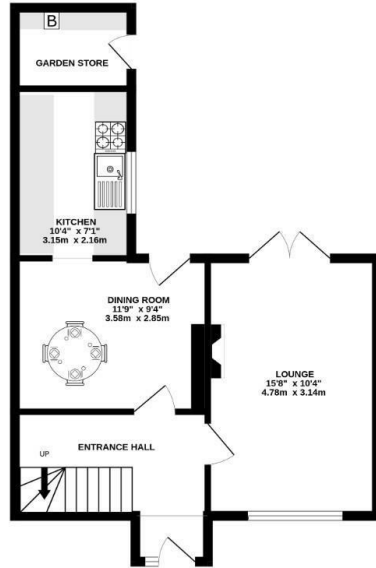 B
GARDEN STORE
KITCHEN
10'4" x 7'1"
3.15m x 2.16m
DINING ROOM
11'9" x 9'4"
3.58m x 2.85m
LOUNGE
15'8" x 10'4"
4.78m x 3.14m
ENTRANCE HALL
UP